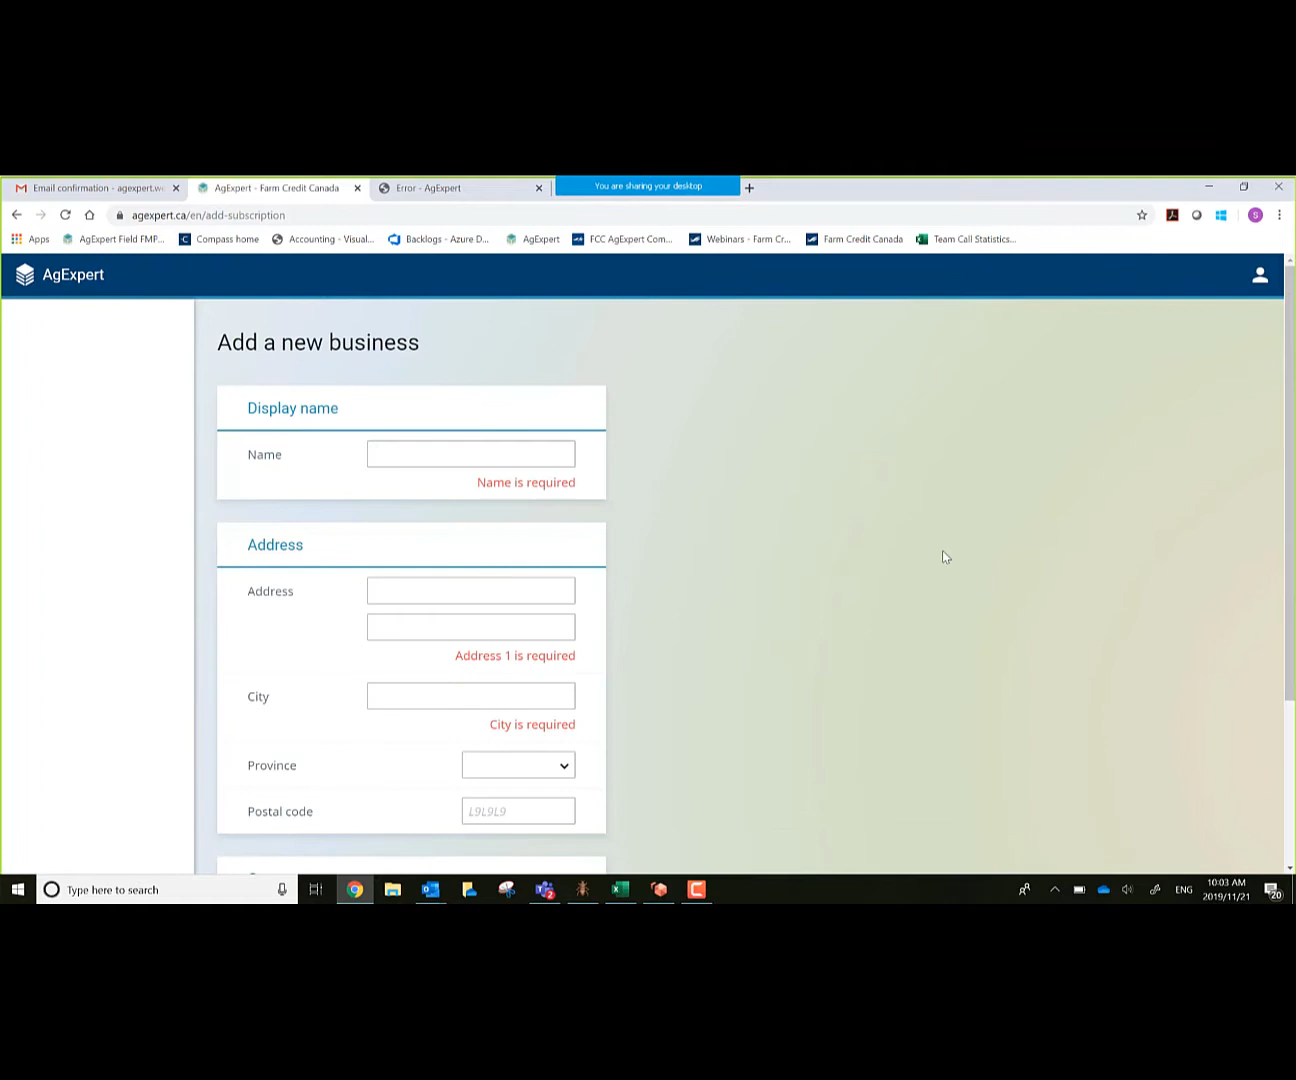 Email confirmation - agexpert.we
AgExpert - Farm Credit Canada
Error - AgExpert
You are sharing your desktop
agexpert.ca/en/add-subscription
Apps AgExpert Field FMP... Compass home Accounting - Visual... Backlogs - Azure D... AgExpert FCC AgExpert Com... Webinars - Farm Cr... Farm Credit Canada Team Call Statistics...
AgExpert
Add a new business
Display name
Name
Name is required
Address
Address
Address 1 is required
City
City is required
Province
Postal code L9L9L9
Type here to search
ENG
10:03 AM
2019/11/21
20